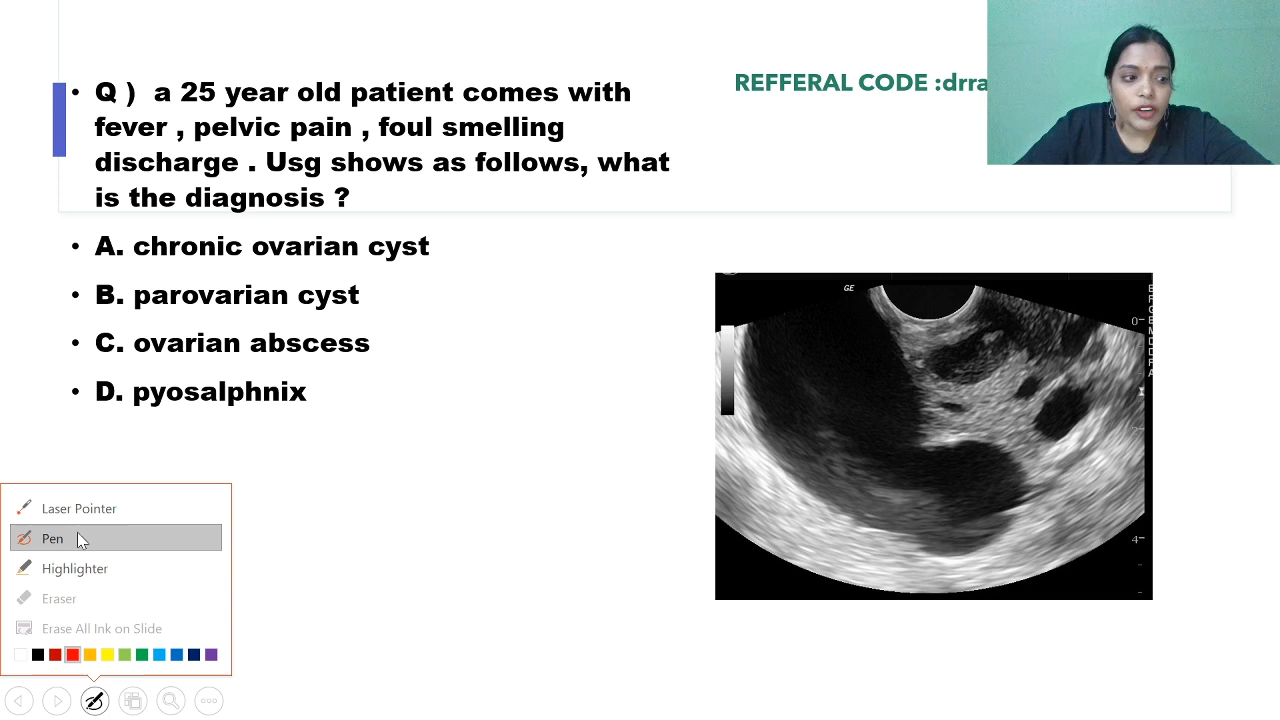 REFFERAL CODE :drra
• Q ) a 25 year old patient comes with
fever , pelvic pain , foul smelling
discharge . Usg shows as follows, what
is the diagnosis ?
• A. chronic ovarian cyst
• B. parovarian cyst
• C. ovarian abscess
• D. pyosalphnix
GE
0
4
Laser Pointer
Pen
Highlighter
Eraser
Erase All Ink on Slide